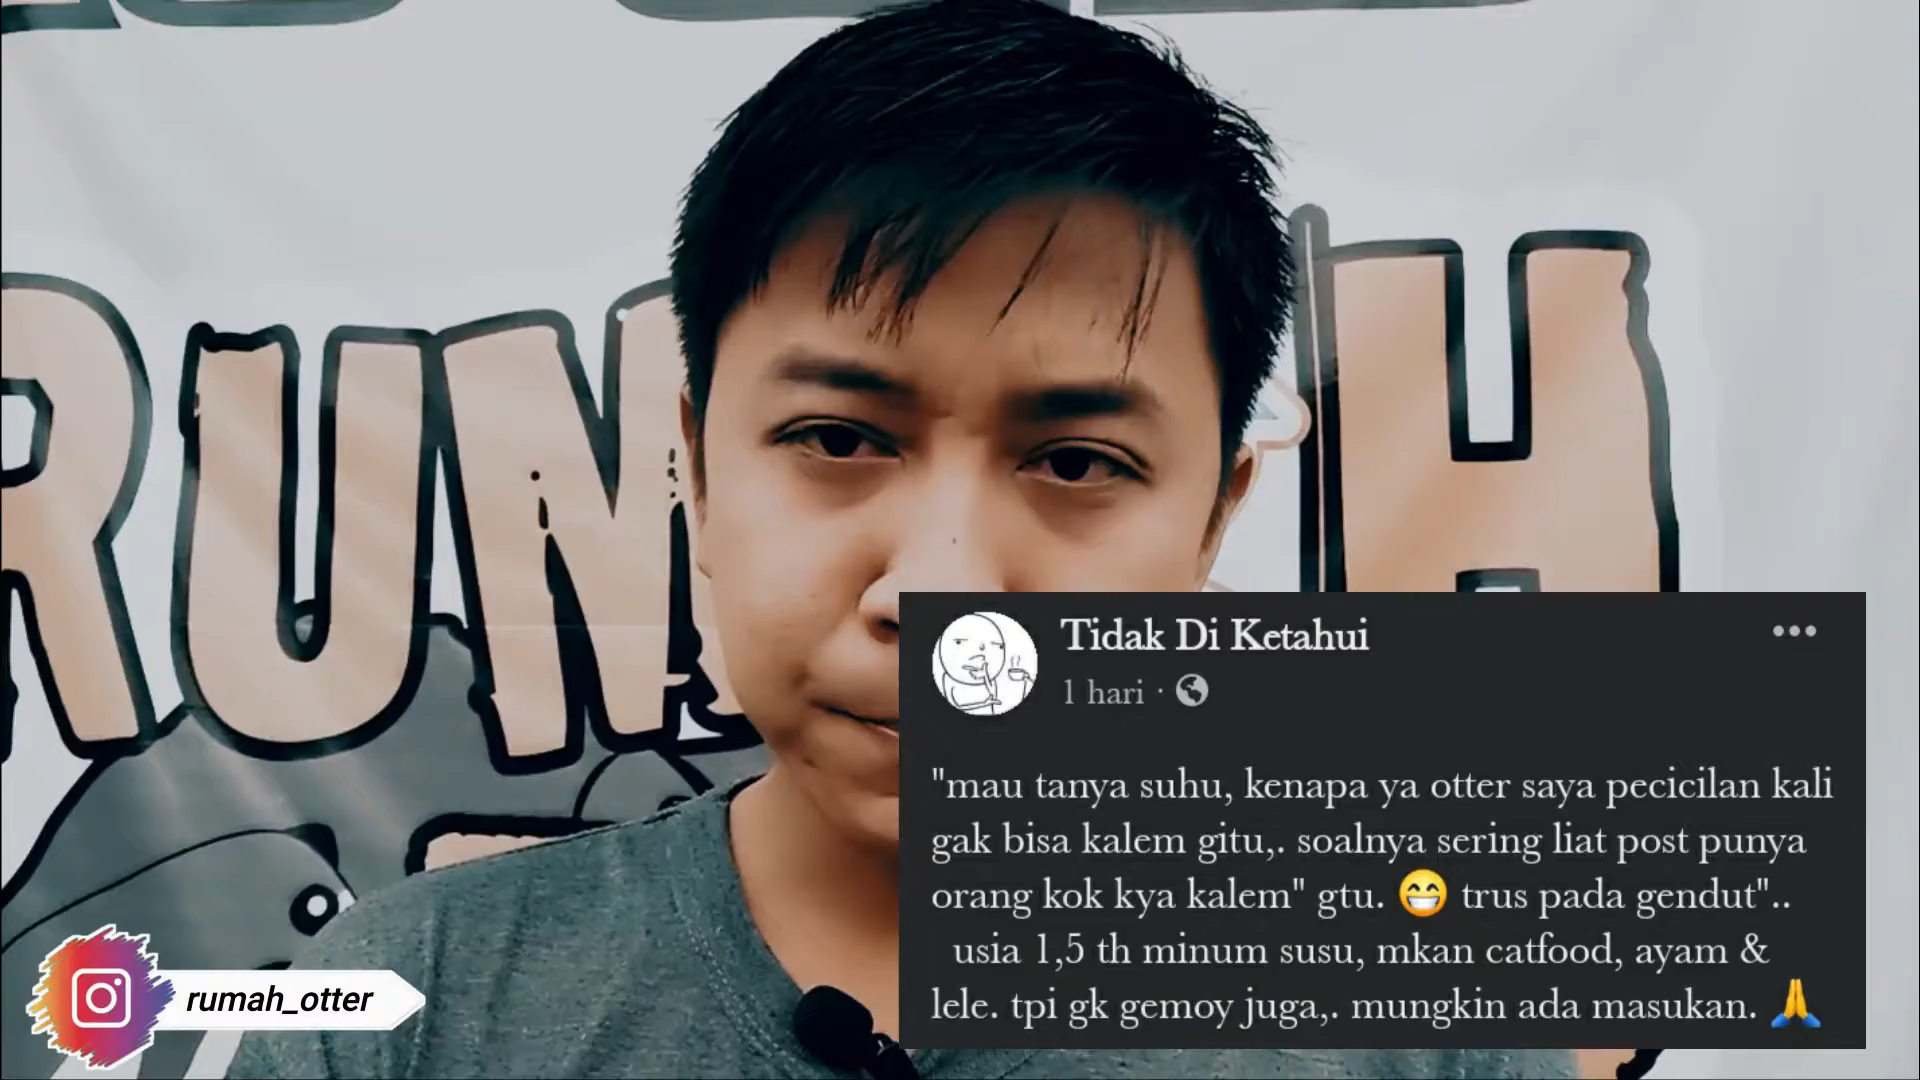 RUM H
Tidak Di Ketahui
1 hari ·
"mau tanya suhu, kenapa ya otter saya pecicilan kali
gak bisa kalem gitu,. soalnya sering liat post punya
orang kok kya kalem" gtu. 😁 trus pada gendut"..
usia 1,5 th minum susu, mkan catfood, ayam &
lele. tpi gk gemoy juga,. mungkin ada masukan. 🙏
rumah_otter